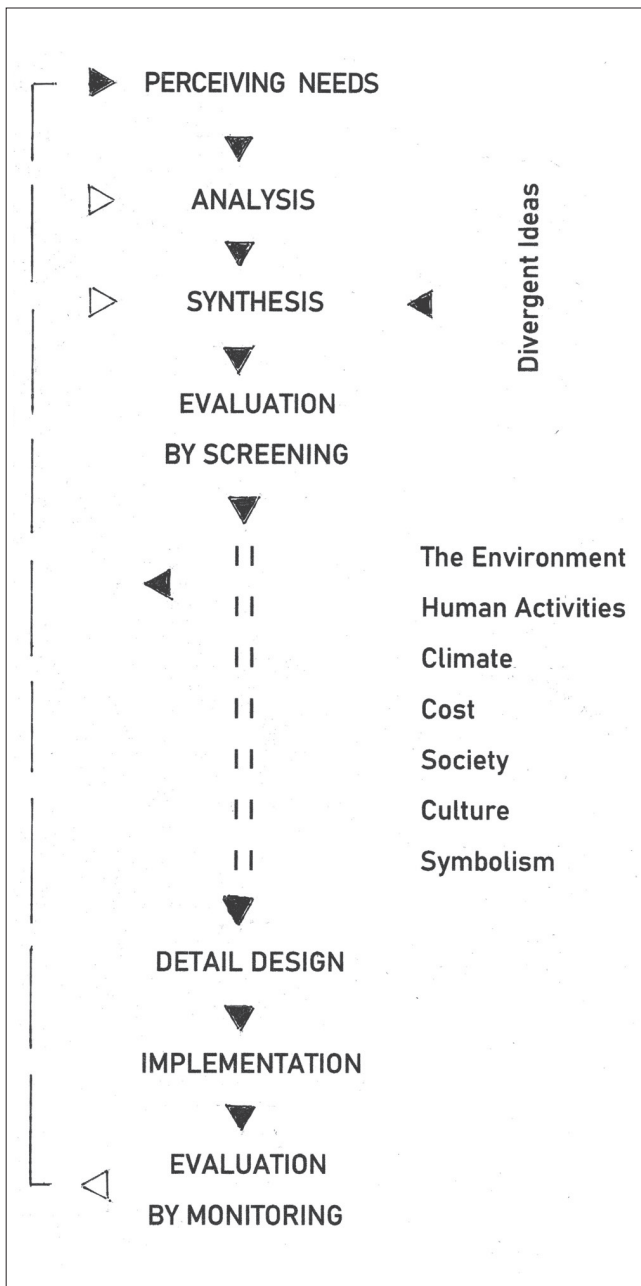 PERCEIVING NEEDS
ANALYSIS
SYNTHESIS
Divergent Ideas
EVALUATION
BY SCREENING
The Environment
Human Activities
Climate
Cost
Society
Culture
Symbolism
DETAIL DESIGN
IMPLEMENTATION
EVALUATION
BY MONITORING